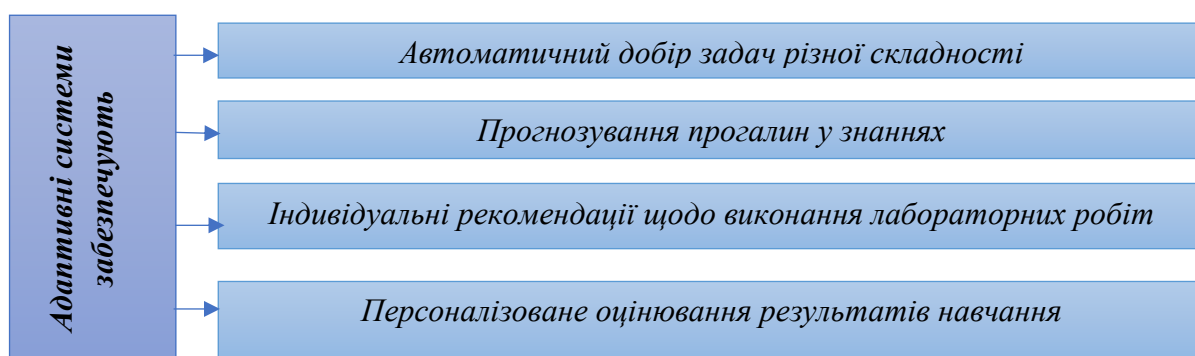 Адаптивні системи
забезпечують
Автоматичний добір задач різної складності
Прогнозування прогалин у знаннях
Індивідуальні рекомендації щодо виконання лабораторних робіт
Персоналізоване оцінювання результатів навчання